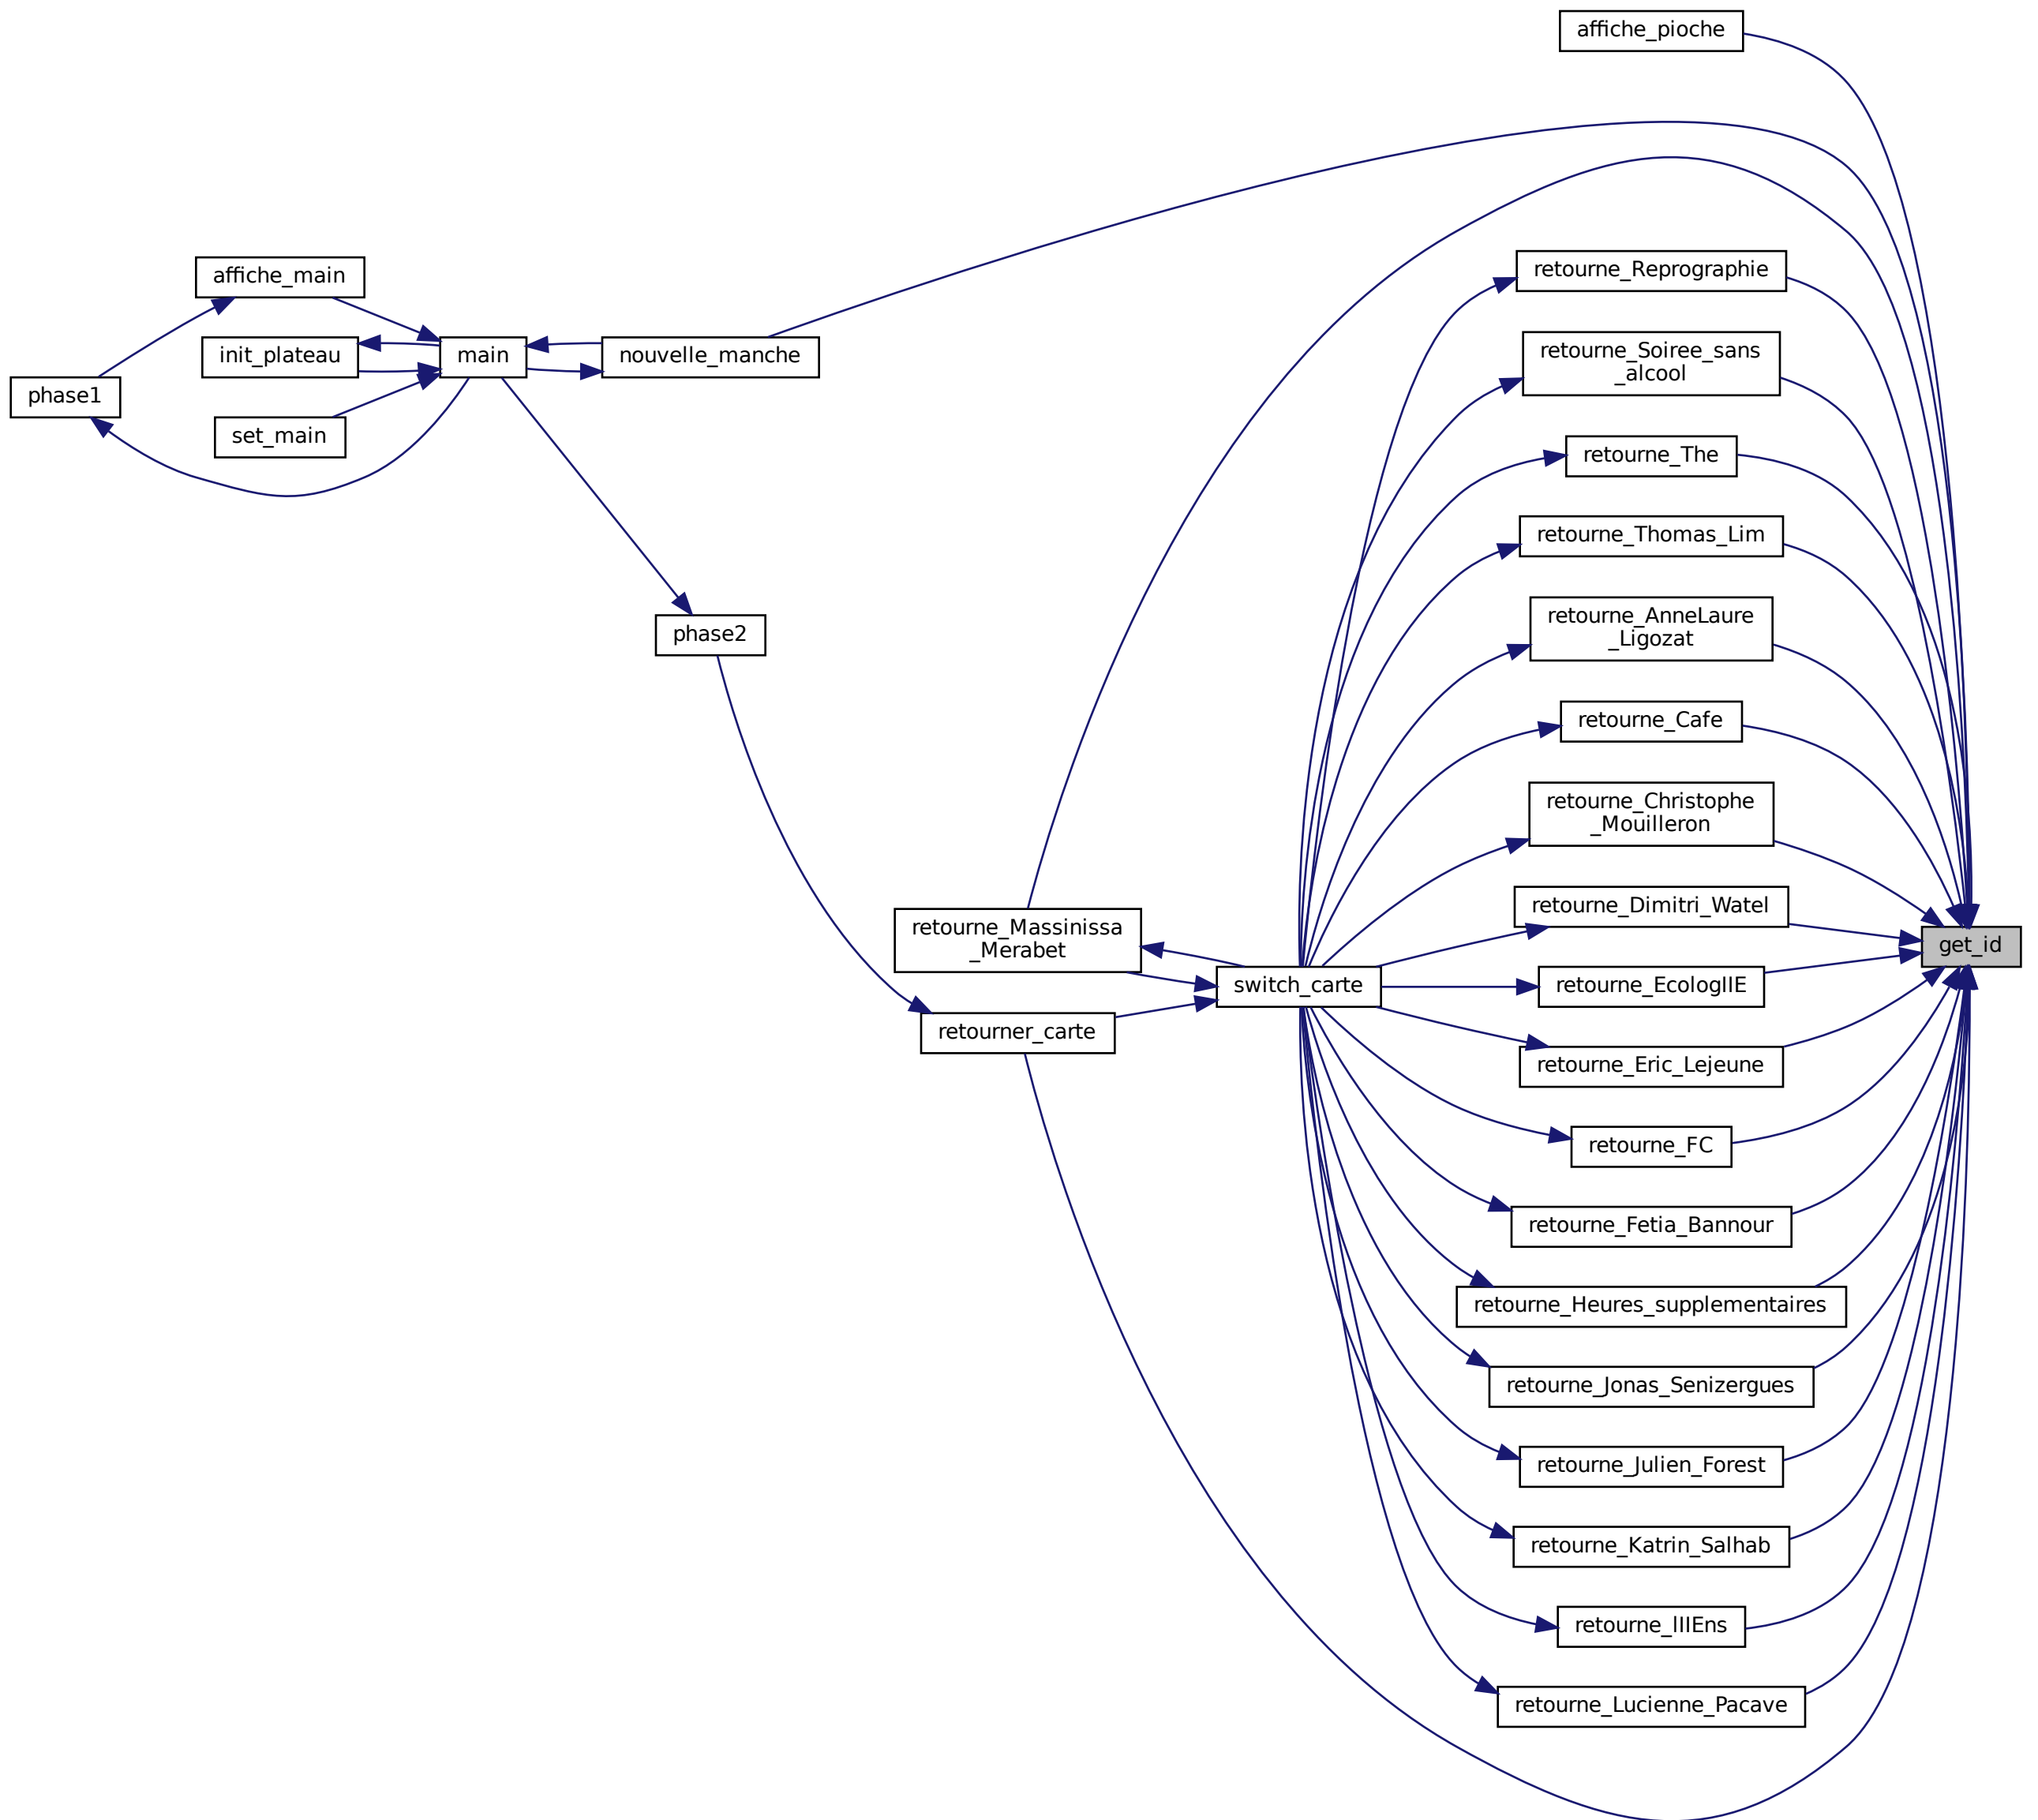 affiche_pioche
retourne_Reprographie
affiche_main
retourne_Soiree_sans
_alcool
init_plateau
main
nouvelle_manche
phase1
set_main
retourne_The
retourne_Thomas_Lim
retourne_AnneLaure
_Ligozat
phase2
retourne_Cafe
retourne_Christophe
_Mouilleron
retourne_Dimitri_Watel
retourne_Massinissa
_Merabet
get_id
switch_carte
retourne_EcologIIE
retourner_carte
retourne_Eric_Lejeune
retourne_FC
retourne_Fetia_Bannour
retourne_Heures_supplementaires
retourne_Jonas_Senizergues
retourne_Julien_Forest
retourne_Katrin_Salhab
retourne_lIIEns
retourne_Lucienne_Pacave